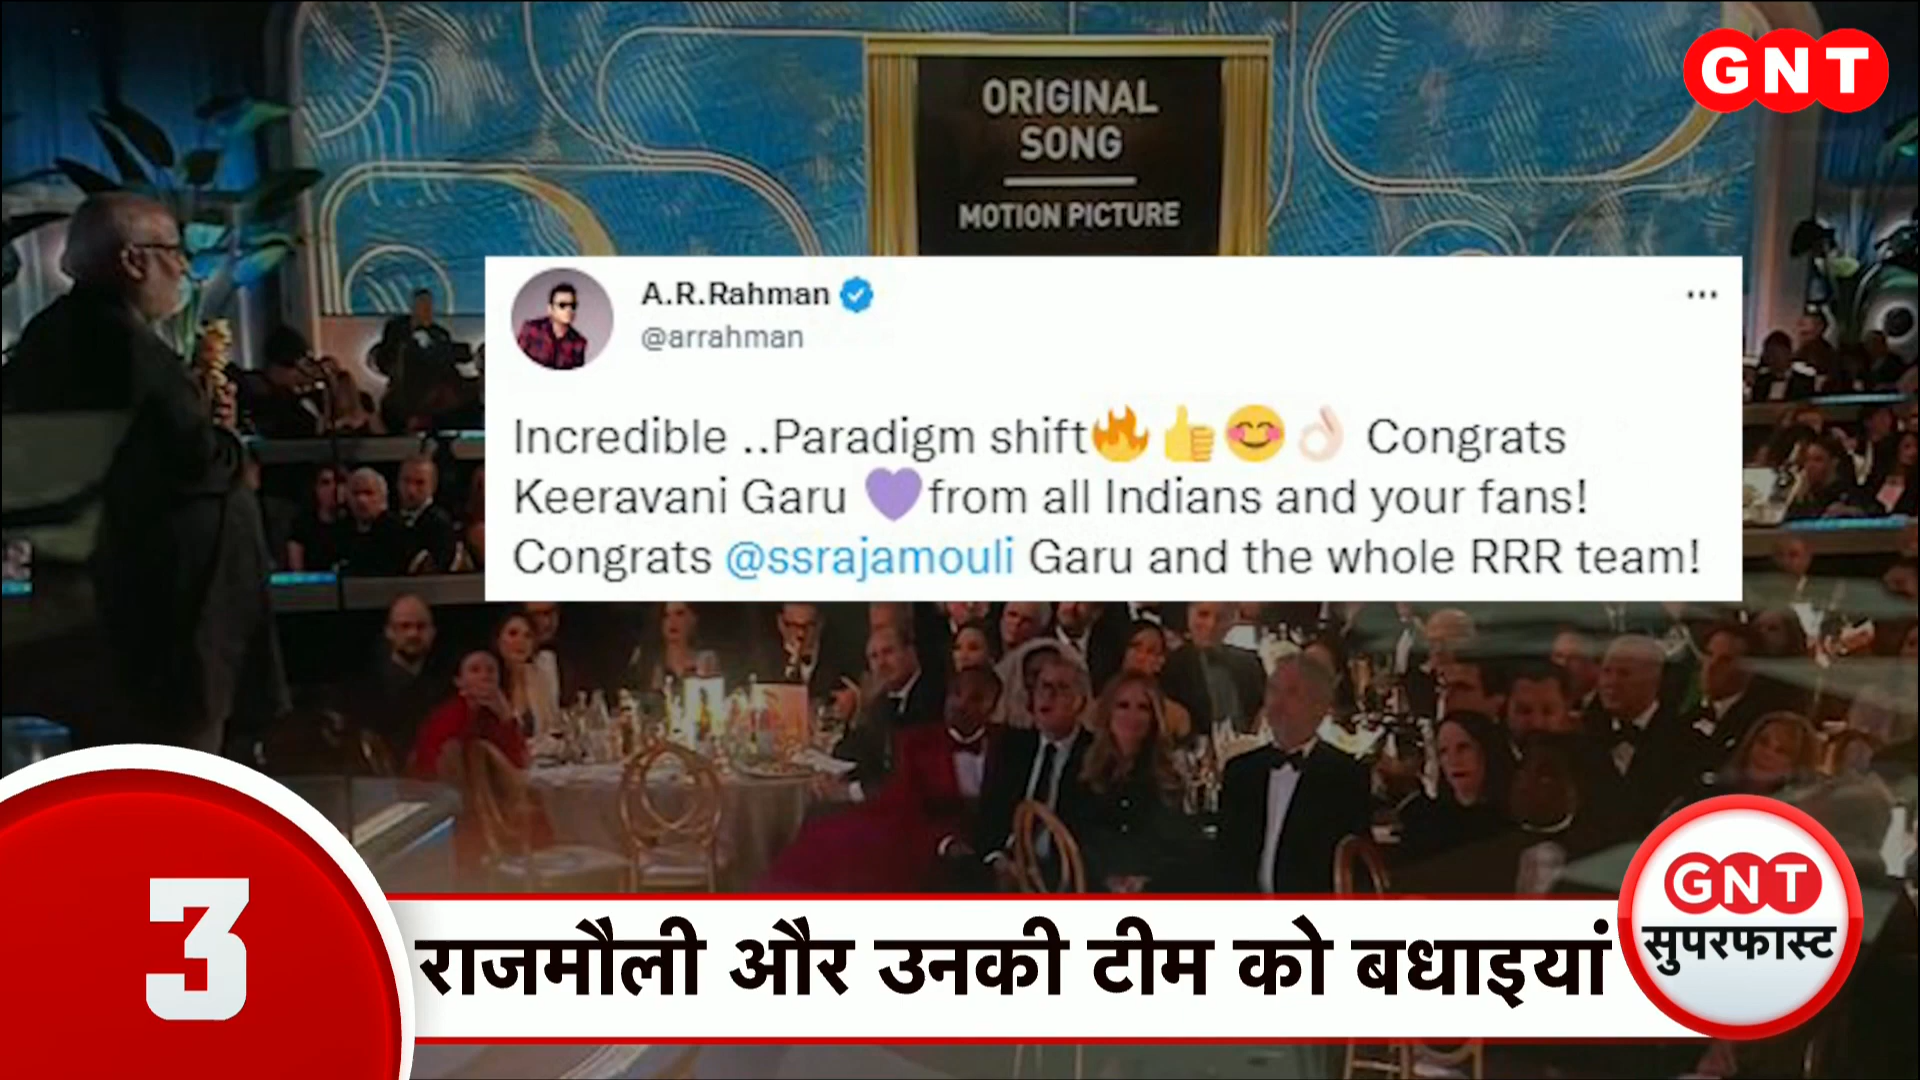 GNT
ORIGINAL
SONG
MOTION PICTURE
A.R.Rahman
@arrahman
Incredible ..Paradigm shift🔥👍😊👌🏻 Congrats
Keeravani Garu 💜from all Indians and your fans!
Congrats @ssrajamouli Garu and the whole RRR team!
3
राजमौली और उनकी टीम को बधाइयां
GNT
सुपरफास्ट